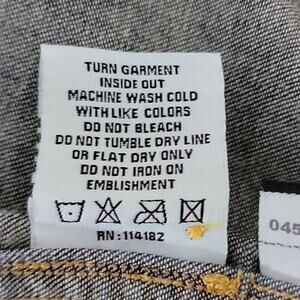 TURN GARMENT
INSIDE OUT
MACHINE WASH COLD
WITH LIKE COLORS
DO NOT BLEACH
DO NOT TUMBLE DRY LINE
OR FLAT DRY ONLY
DO NOT IRON ON
EMBLISHMENT
RN: 114182
045